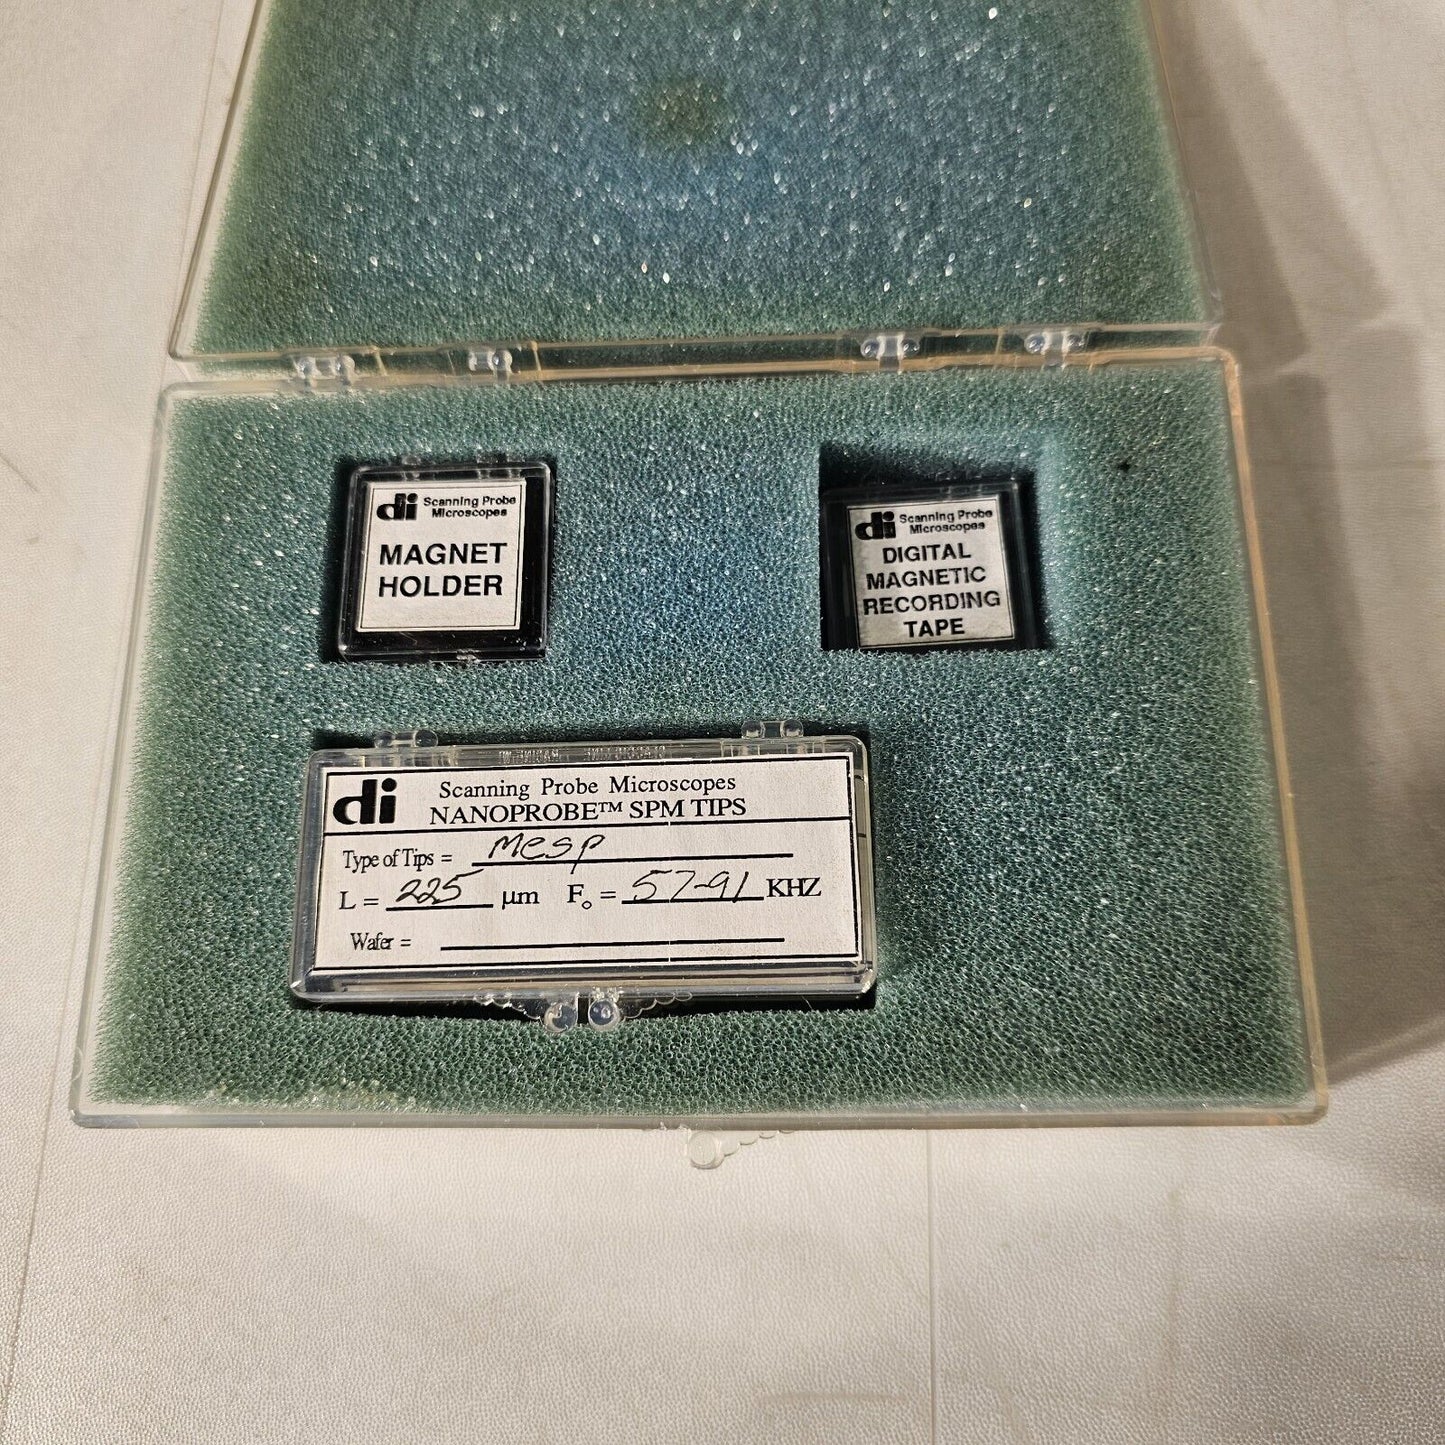 di Scanning Probe
Microscopes
MAGNET
HOLDER
di Scanning Probe
Microscopes
DIGITAL
MAGNETIC
RECORDING
TAPE
di Scanning Probe Microscopes
NANOPROBE™ SPM TIPS
Type of Tips = mesp
L = 225 µm F₀ = 57-91 KHZ
Wafer =